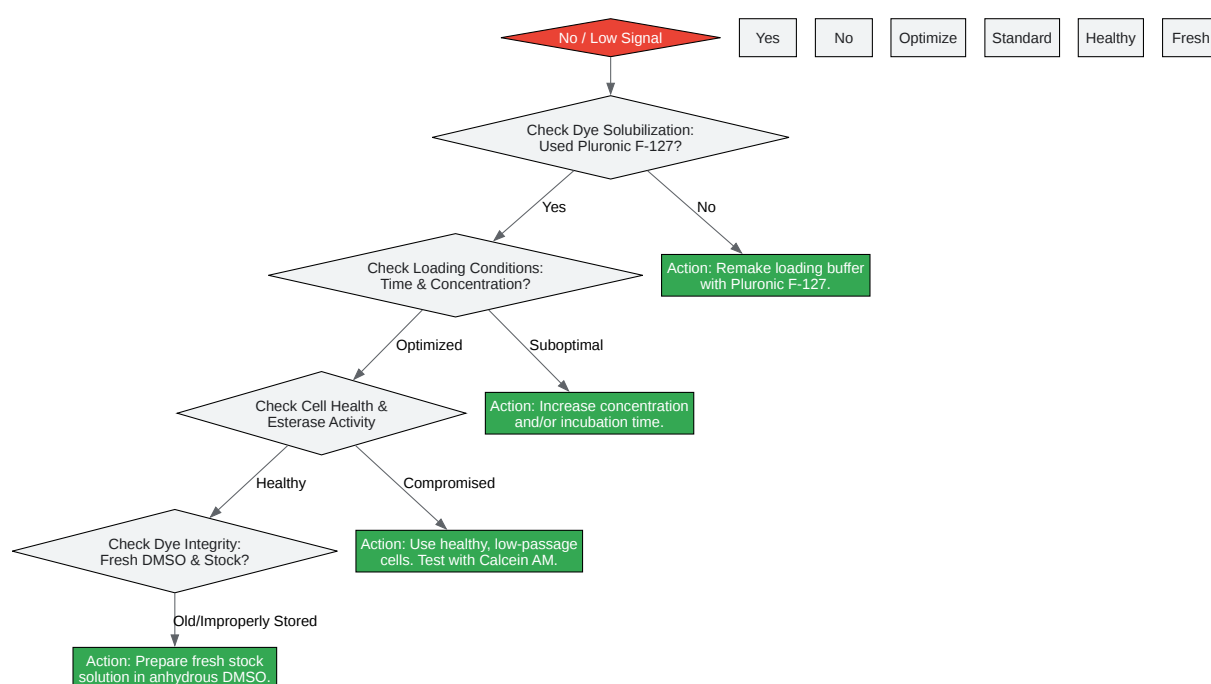 No / Low Signal
Yes
No
Optimize
Standard
Healthy
Fresh
Check Dye Solubilization:
Used Pluronic F-127?
Yes
No
Check Loading Conditions:
Time & Concentration?
Action: Remake loading buffer
with Pluronic F-127.
Optimized
Suboptimal
Check Cell Health &
Esterase Activity
Action: Increase concentration
and/or incubation time.
Healthy
Compromised
Check Dye Integrity:
Fresh DMSO & Stock?
Action: Use healthy, low-passage
cells. Test with Calcein AM.
Old/Improperly Stored
Action: Prepare fresh stock
solution in anhydrous DMSO.